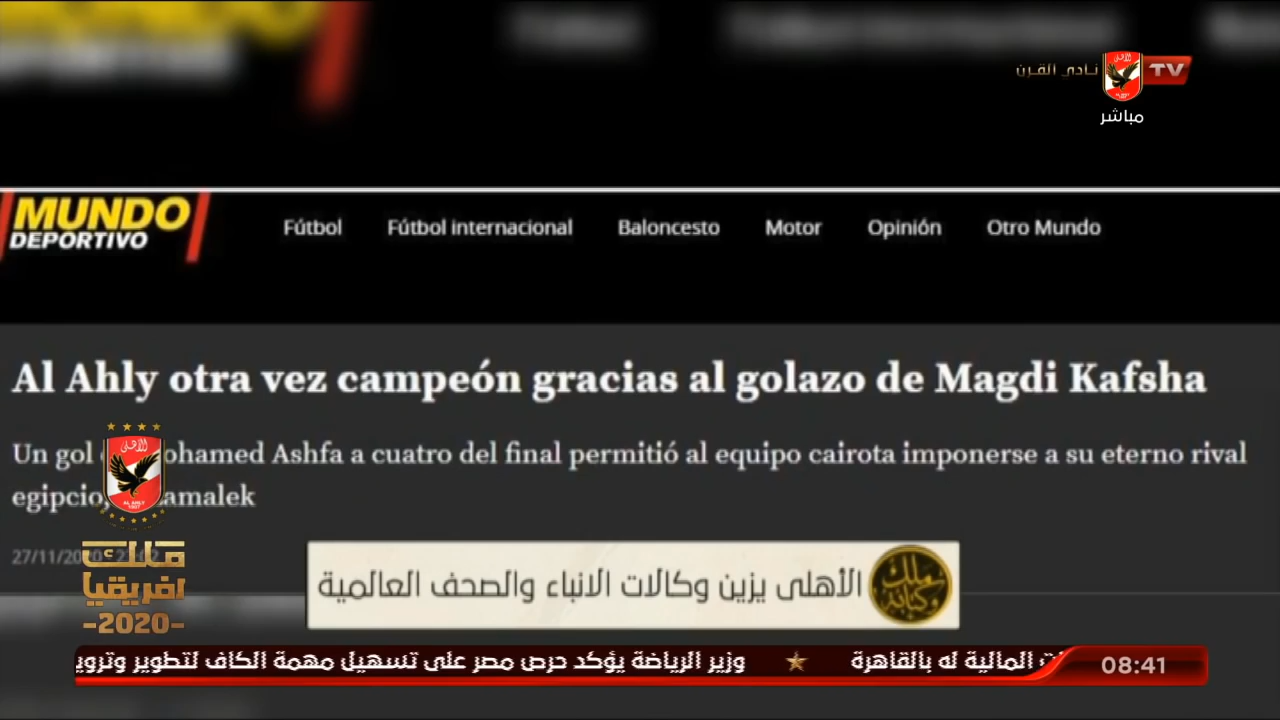 نادي القرن
TV
مباشر
MUNDO
DEPORTIVO
Fútbol
Fútbol internacional
Baloncesto
Motor
Opinión
Otro Mundo
Al Ahly otra vez campeón gracias al golazo de Magdi Kafsha
Un gol ohamed Ashfa a cuatro del final permitió al equipo cairota imponerse a su eterno rival
egipcio, amalek
27/11/20
ملك
افريقيا
-2020-
الأهلى يزين وكالات الانباء والصحف العالمية
ملك
وكتابة
ت المالية له بالقاهرة ★ وزير الرياضة يؤكد حرص مصر على تسهيل مهمة الكاف لتطوير وتروي
08:41